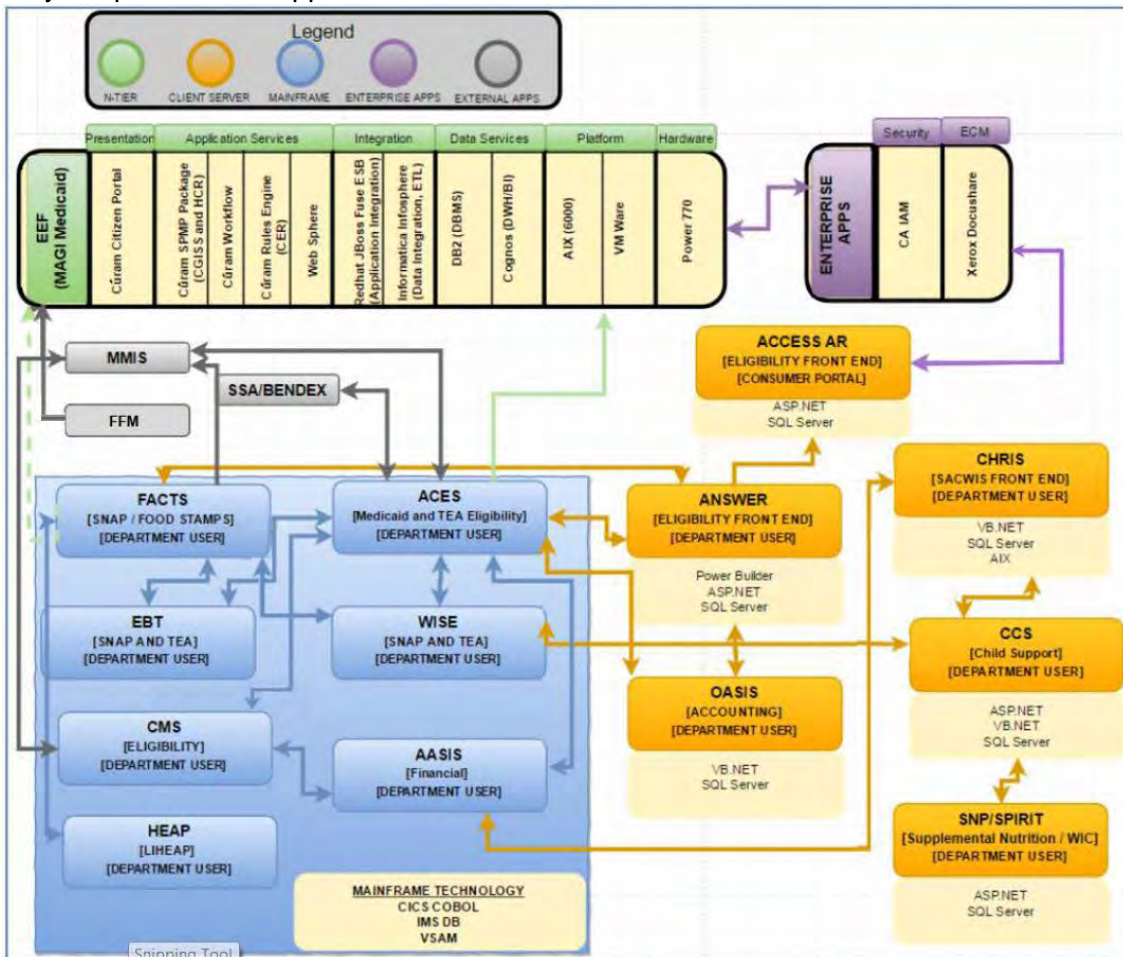 Legend
N-TIER
CLIENT SERVER
MAINFRAME
ENTERPRISE APPS
EXTERNAL APPS
Presentation
Application Services
Integration
Data Services
Platform
Hardware
Security
ECM
EEF
(MAGI Medicaid)
Cúram Citizen Portal
Cúram SPMP Package
(CGISS and HCR)
Cúram Workflow
Cúram Rules Engine
(CER)
Web Sphere
Redhat JBoss Fuse ESB
(Application Integration)
Informatica Infosphere
(Data Integration, ETL)
DB2 (DBMS)
Cognos (DWH/BI)
AIX (6000)
VM Ware
Power 770
ENTERPRISE
APPS
CA IAM
Xerox Docushare
MMIS
SSA/BENDEX
FFM
ACCESS AR
[ELIGIBILITY FRONT END]
[CONSUMER PORTAL]
ASP.NET
SQL Server
FACTS
[SNAP / FOOD STAMPS]
[DEPARTMENT USER]
ACES
[Medicaid and TEA Eligibility]
[DEPARTMENT USER]
ANSWER
[ELIGIBILITY FRONT END]
[DEPARTMENT USER]
Power Builder
ASP.NET
SQL Server
CHRIS
[SACWIS FRONT END]
[DEPARTMENT USER]
VB.NET
SQL Server
AIX
EBT
[SNAP AND TEA]
[DEPARTMENT USER]
WISE
[SNAP AND TEA]
[DEPARTMENT USER]
CCS
[Child Support]
[DEPARTMENT USER]
ASP.NET
VB.NET
SQL Server
OASIS
[ACCOUNTING]
[DEPARTMENT USER]
VB.NET
SQL Server
CMS
[ELIGIBILITY]
[DEPARTMENT USER]
AASIS
[Financial]
[DEPARTMENT USER]
HEAP
[LIHEAP]
[DEPARTMENT USER]
SNP/SPIRIT
[Supplemental Nutrition / WIC]
[DEPARTMENT USER]
ASP.NET
SQL Server
MAINFRAME TECHNOLOGY
CICS COBOL
IMS DB
VSAM
Snipping Tool